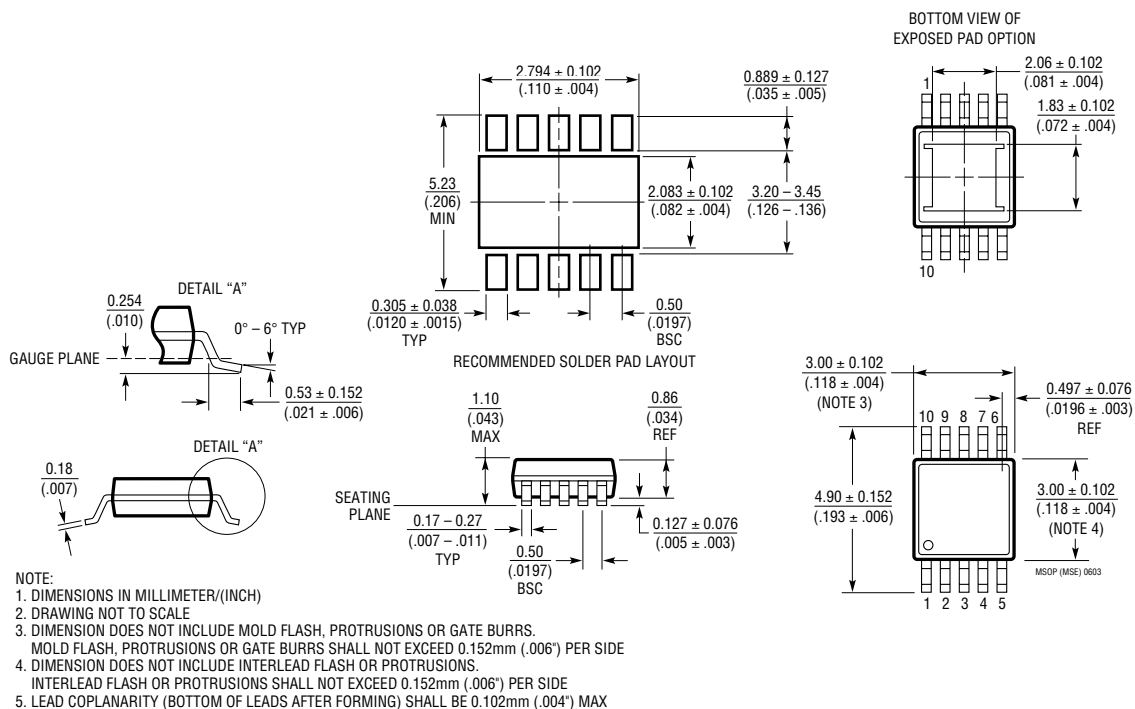 BOTTOM VIEW OF
EXPOSED PAD OPTION
2.06 ± 0.102
(.081 ± .004)
1.83 ± 0.102
(.072 ± .004)
1
10
2.794 ± 0.102
(.110 ± .004)
0.889 ± 0.127
(.035 ± .005)
5.23
(.206)
MIN
2.083 ± 0.102
(.082 ± .004)
3.20 – 3.45
(.126 – .136)
0.305 ± 0.038
(.0120 ± .0015)
TYP
0.50
(.0197)
BSC
RECOMMENDED SOLDER PAD LAYOUT
DETAIL “A”
0.254
(.010)
0° – 6° TYP
GAUGE PLANE
0.53 ± 0.152
(.021 ± .006)
DETAIL “A”
0.18
(.007)
1.10
(.043)
MAX
0.86
(.034)
REF
SEATING
PLANE
0.17 – 0.27
(.007 – .011)
TYP
0.50
(.0197)
BSC
0.127 ± 0.076
(.005 ± .003)
3.00 ± 0.102
(.118 ± .004)
(NOTE 3)
0.497 ± 0.076
(.0196 ± .003)
REF
10 9 8 7 6
4.90 ± 0.152
(.193 ± .006)
3.00 ± 0.102
(.118 ± .004)
(NOTE 4)
MSOP (MSE) 0603
1 2 3 4 5
NOTE:
1. DIMENSIONS IN MILLIMETER/(INCH)
2. DRAWING NOT TO SCALE
3. DIMENSION DOES NOT INCLUDE MOLD FLASH, PROTRUSIONS OR GATE BURRS.
MOLD FLASH, PROTRUSIONS OR GATE BURRS SHALL NOT EXCEED 0.152mm (.006") PER SIDE
4. DIMENSION DOES NOT INCLUDE INTERLEAD FLASH OR PROTRUSIONS.
INTERLEAD FLASH OR PROTRUSIONS SHALL NOT EXCEED 0.152mm (.006") PER SIDE
5. LEAD COPLANARITY (BOTTOM OF LEADS AFTER FORMING) SHALL BE 0.102mm (.004") MAX